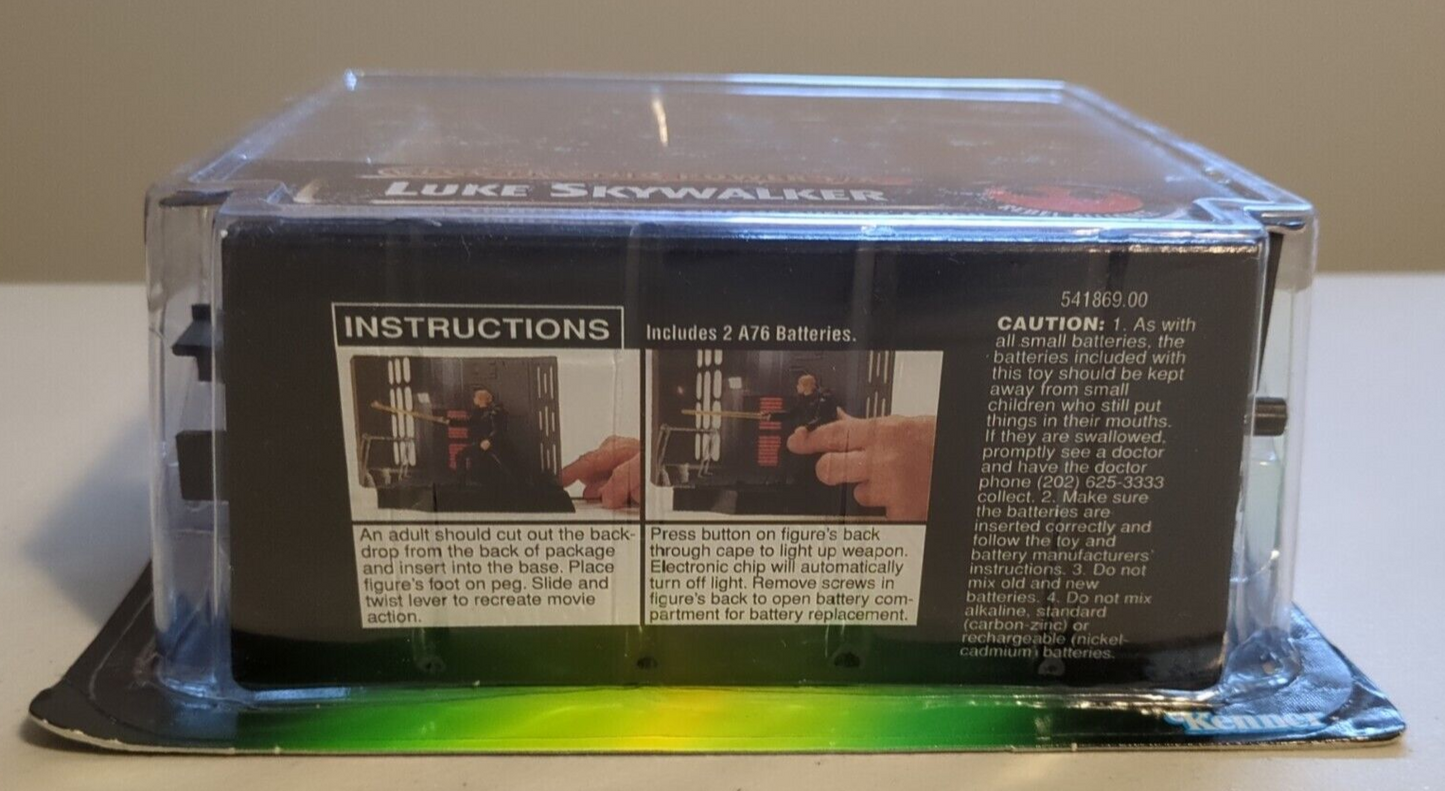 LUKE SKYWALKER
INSTRUCTIONS
Includes 2 A76 Batteries.
An adult should cut out the back-
drop from the back of package
and insert into the base. Place
figure's foot on peg. Slide and
twist lever to recreate movie
action.
Press button on figure's back
through cape to light up weapon.
Electronic chip will automatically
turn off light. Remove screws in
figure's back to open battery com-
partment for battery replacement.
541869.00
CAUTION: 1. As with
all small batteries, the
batteries included with
this toy should be kept
away from small
children who still put
things in their mouths.
If they are swallowed,
promptly see a doctor
and have the doctor
phone (202) 625-3333
collect. 2. Make sure
the batteries are
inserted correctly and
follow the toy and
battery manufacturers'
instructions. 3. Do not
mix old and new
batteries. 4. Do not mix
alkaline, standard
(carbon-zinc) or
rechargeable (nickel-
cadmium) batteries.
Kenner